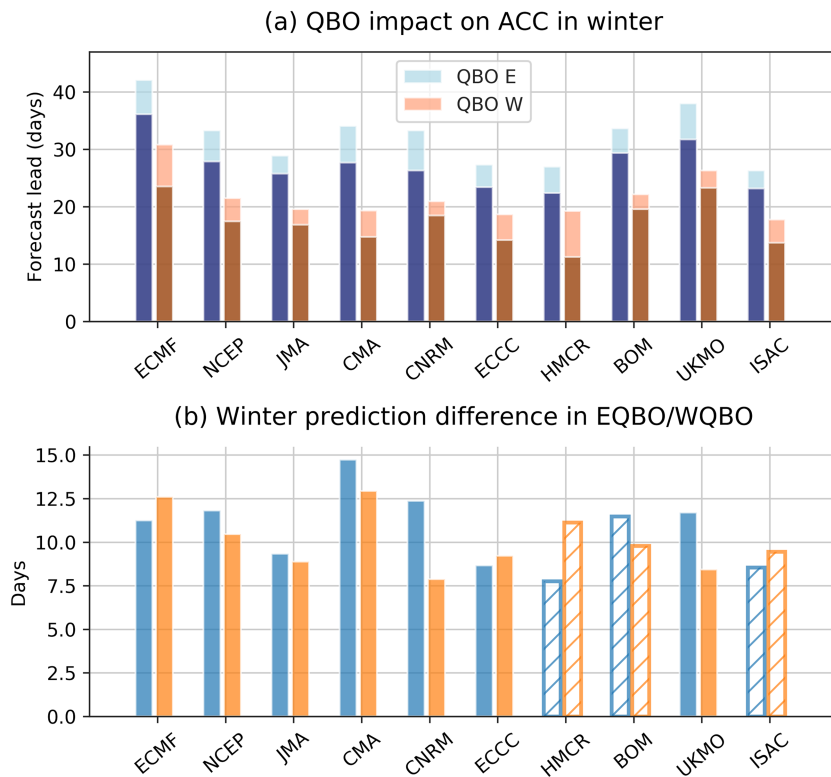 (a) QBO impact on ACC in winter
Forecast lead (days)
40
30
20
10
0
QBO E
QBO W
ECMF NCEP JMA CMA CNRM ECCC HMCR BOM UKMO ISAC
(b) Winter prediction difference in EQBO/WQBO
Days
15.0
12.5
10.0
7.5
5.0
2.5
0.0
ECMF NCEP JMA CMA CNRM ECCC HMCR BOM UKMO ISAC